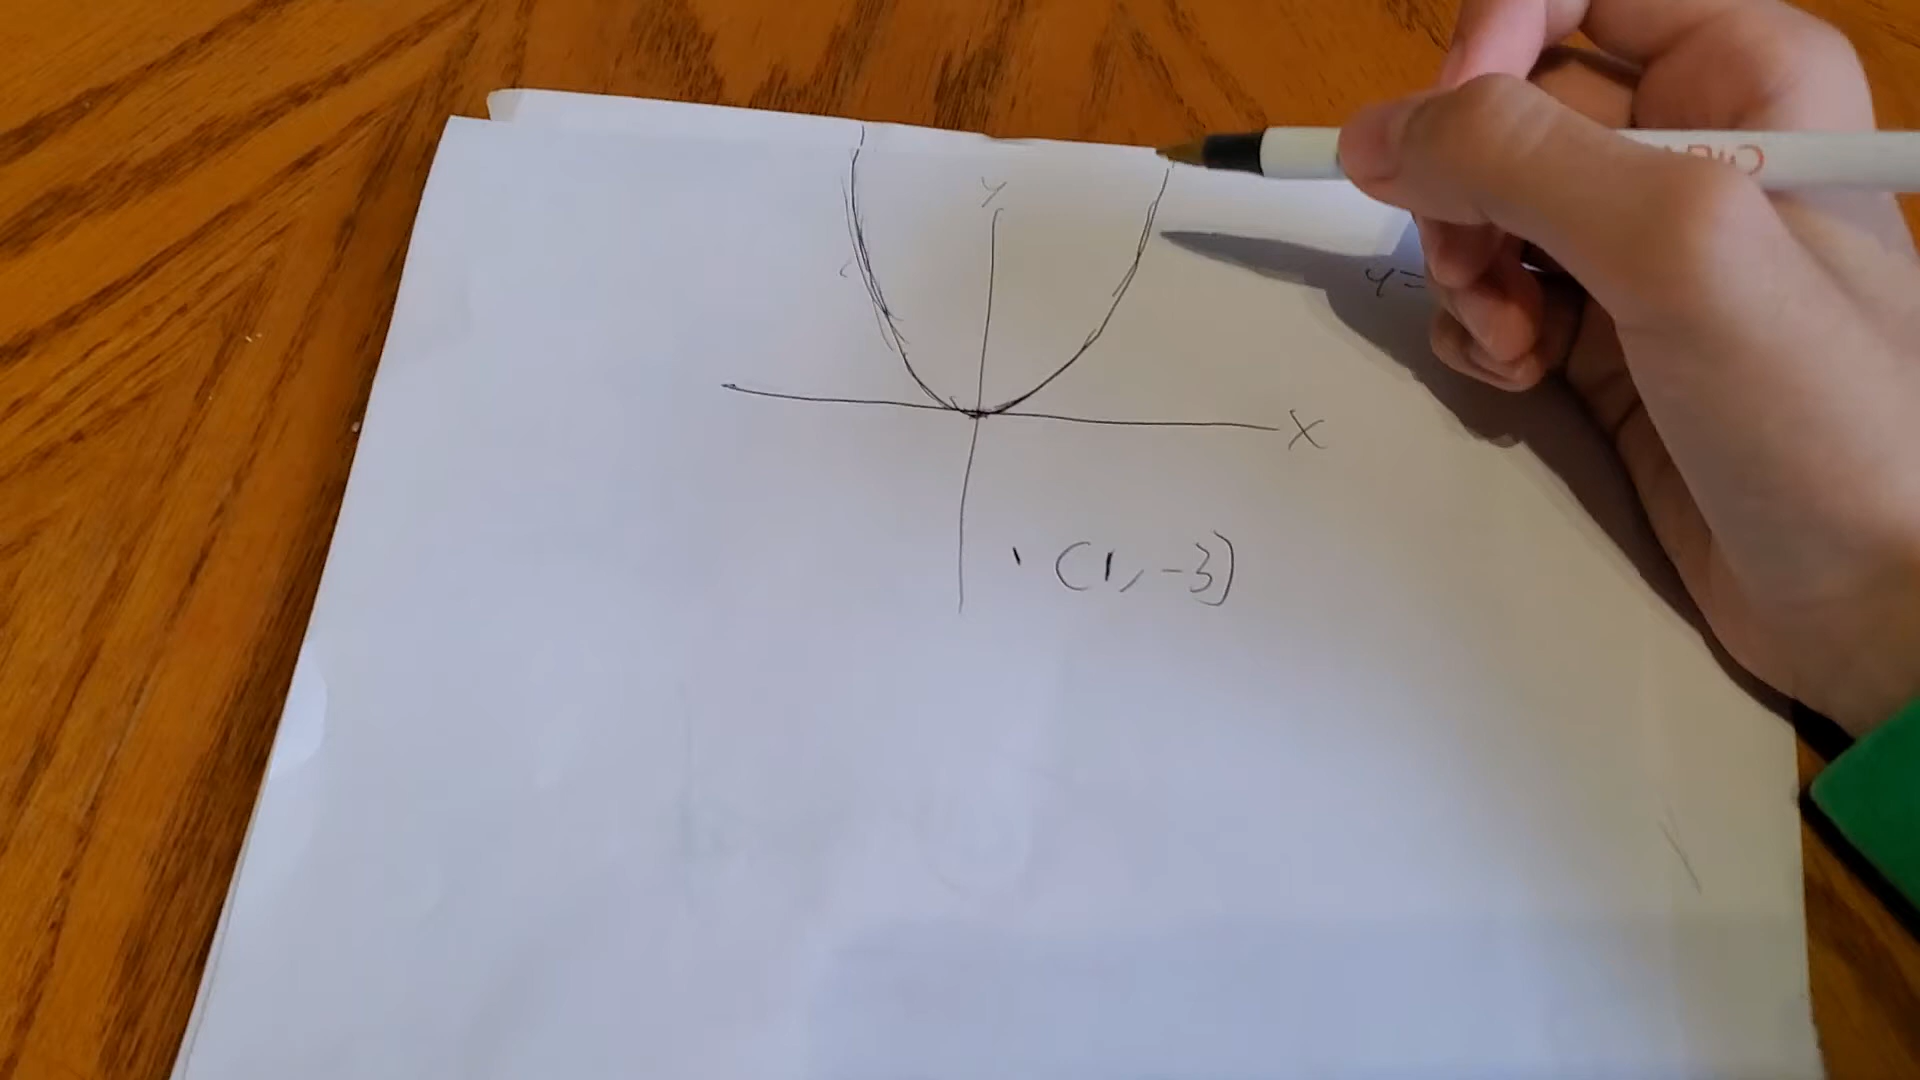 y
y=
x
(1, -3)